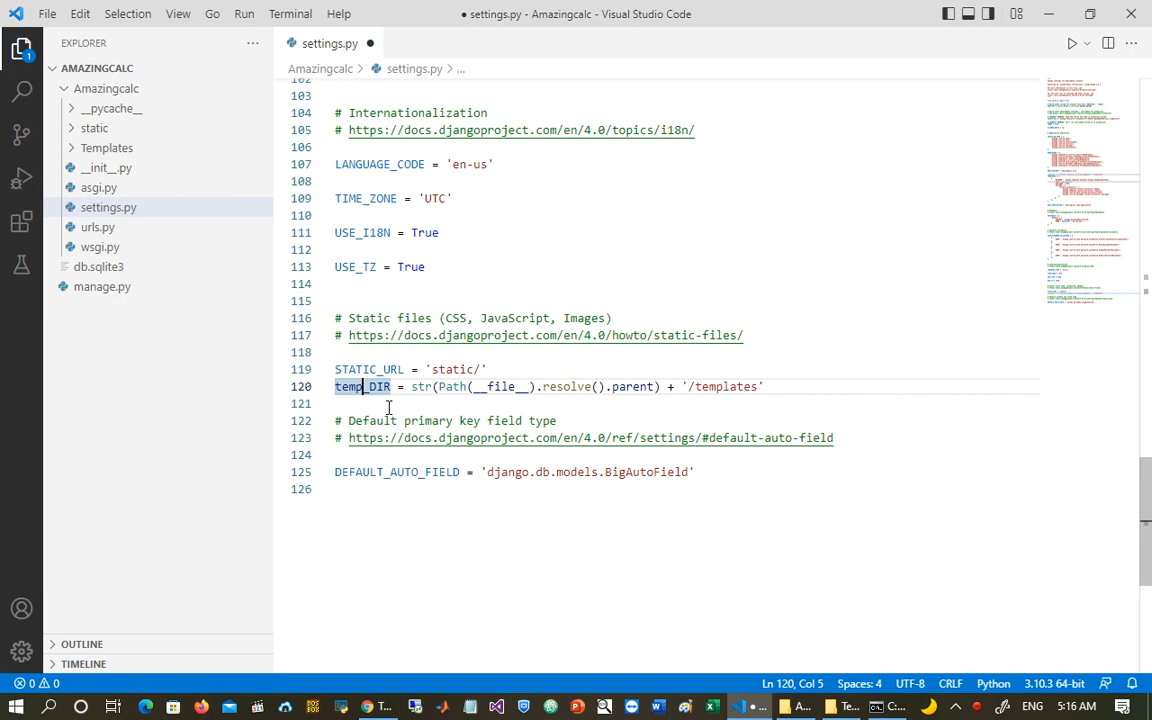 File Edit Selection View Go Run Terminal Help
● settings.py - Amazingcalc - Visual Studio Code
EXPLORER
settings.py
Amazingcalc > settings.py > ...
AMAZINGCALC
Amazingcalc
__pycache__
static
Templates
__init__.py
asgi.py
settings.py
urls.py
wsgi.py
db.sqlite3
manage.py
OUTLINE
TIMELINE
102
103
104 # Internationalization
105 # https://docs.djangoproject.com/en/4.0/topics/i18n/
106
107 LANGUAGE_CODE = 'en-us'
108
109 TIME_ZONE = 'UTC'
110
111 USE_I18N = True
112
113 USE_TZ = True
114
115
116 # Static files (CSS, JavaScript, Images)
117 # https://docs.djangoproject.com/en/4.0/howto/static-files/
118
119 STATIC_URL = 'static/'
120 temp_DIR = str(Path(__file__).resolve().parent) + '/templates'
121
122 # Default primary key field type
123 # https://docs.djangoproject.com/en/4.0/ref/settings/#default-auto-field
124
125 DEFAULT_AUTO_FIELD = 'django.db.models.BigAutoField'
126
0 0 Ln 120, Col 5 Spaces: 4 UTF-8 CRLF Python 3.10.3 64-bit
T... ... A... Te... C... ENG 5:16 AM